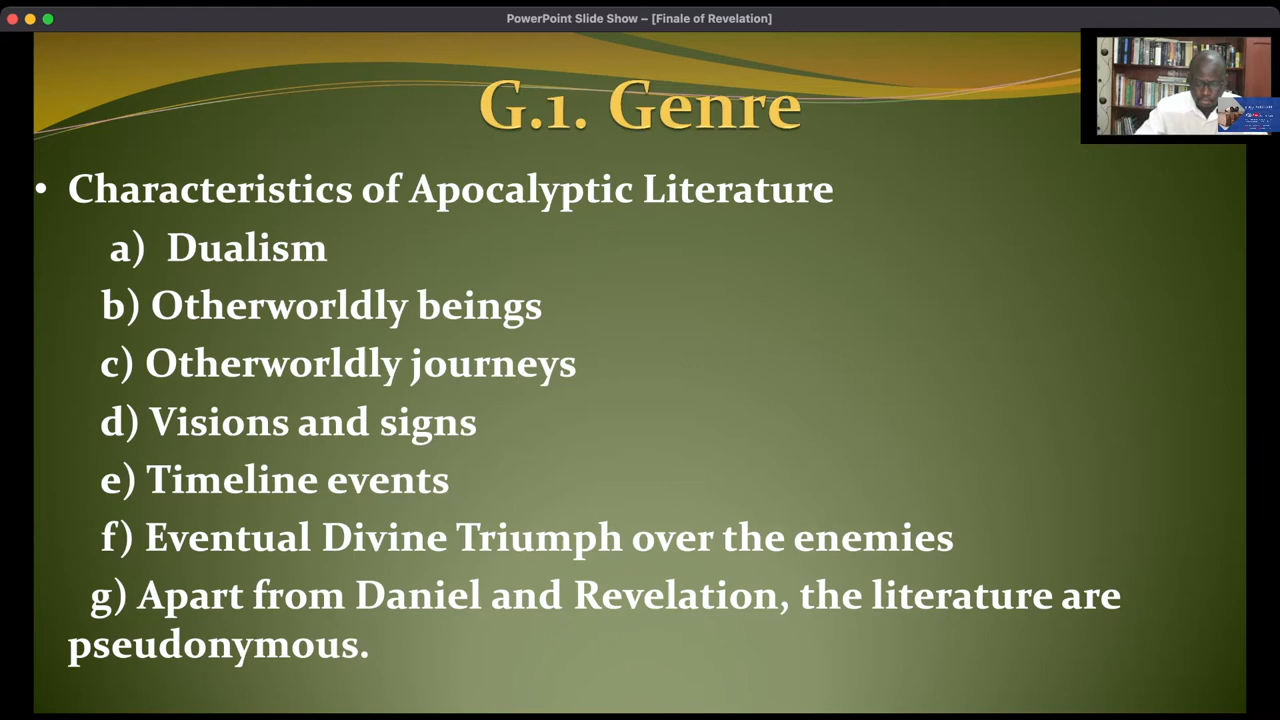 PowerPoint Slide Show – [Finale of Revelation]
G.1. Genre
• Characteristics of Apocalyptic Literature
a) Dualism
b) Otherworldly beings
c) Otherworldly journeys
d) Visions and signs
e) Timeline events
f) Eventual Divine Triumph over the enemies
g) Apart from Daniel and Revelation, the literature are
pseudonymous.